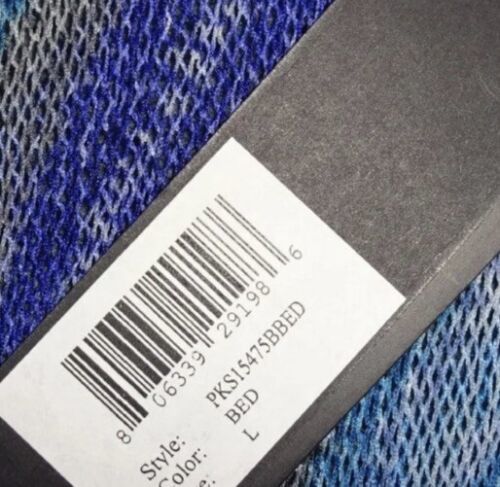 8 06339 29198 6
Style: PKS15475BBED
Color: BED
L